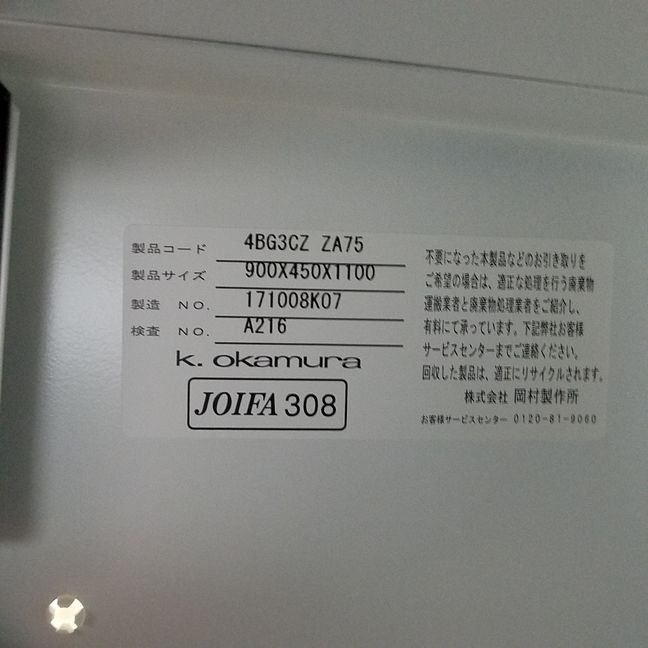 製品コード 4BG3CZ ZA75
製品サイズ 900X450X1100
製造 NO. 171008K07
検査 NO. A216
k. okamura
JOIFA 308
不要になった本製品などのお引き取りを
ご希望の場合は、適正な処理を行う廃棄物
運搬業者と廃棄物処理業者をご紹介し、
有料にて承っています。下記弊社お客様
サービスセンターまでご連絡ください。
回収した製品は、適正にリサイクルされます。
株式会社 岡村製作所
お客様サービスセンター 0120-81-9060